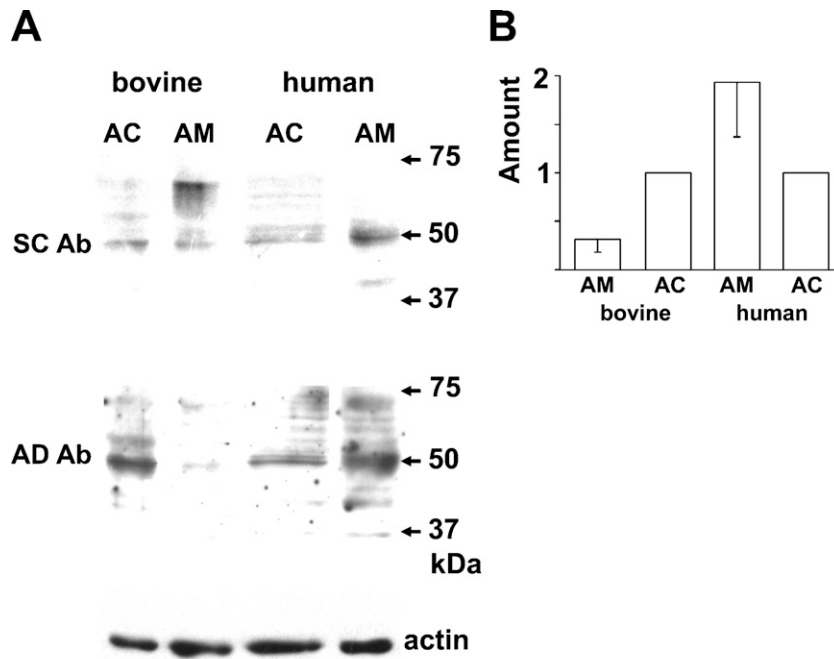 A
bovine human
AC AM AC AM
75
SC Ab 50
37
75
AD Ab 50
37
kDa
actin
B
Amount
2
1
AM AC AM AC
bovine human